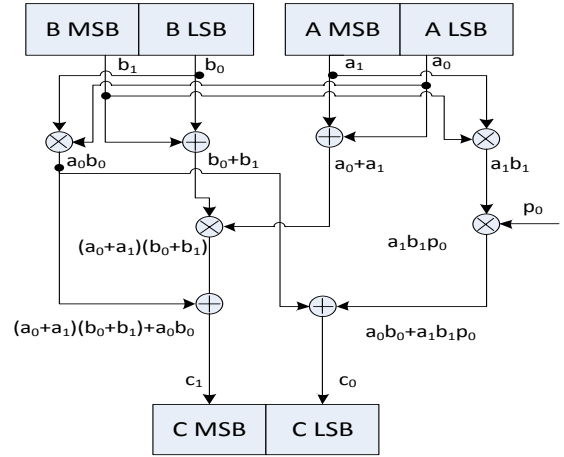 B MSB B LSB A MSB A LSB
b₁ b₀ a₁ a₀
a₀b₀ b₀+b₁ a₀+a₁ a₁b₁
p₀
(a₀+a₁)(b₀+b₁) a₁b₁p₀
(a₀+a₁)(b₀+b₁)+a₀b₀ a₀b₀+a₁b₁p₀
c₁ c₀
C MSB C LSB